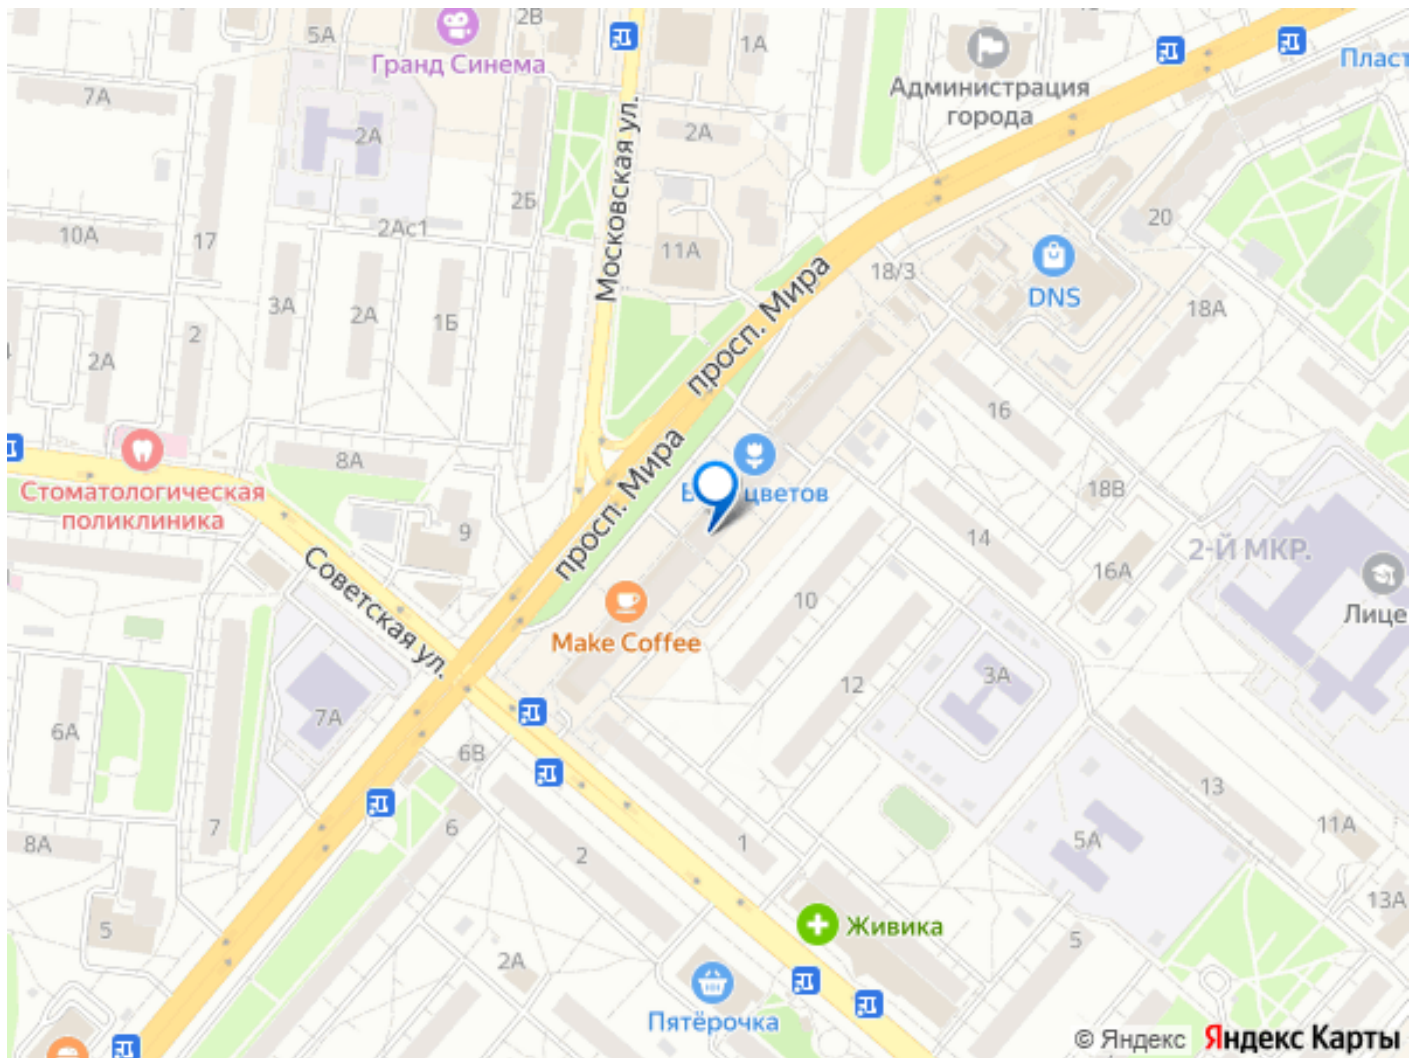 2В
5А
1А
Гранд Синема
Администрация
города
Пласт
7А
2А
2А
Московская ул.
2Б
2Ас1
10А
17
20
11А
просп. Мира
18/3
DNS
3А
2А
1Б
2
2А
18А
16
просп. Мира
8А
цветов
Стоматологическая
поликлиника
18В
9
14
2-Й МКР.
16А
Советская ул.
10
Лице
Make Coffee
3А
12
7А
6А
6В
13
7
6
11А
8А
2
1
5А
13А
5
Живика
5
2А
Пятёрочка
© Яндекс Яндекс Карты